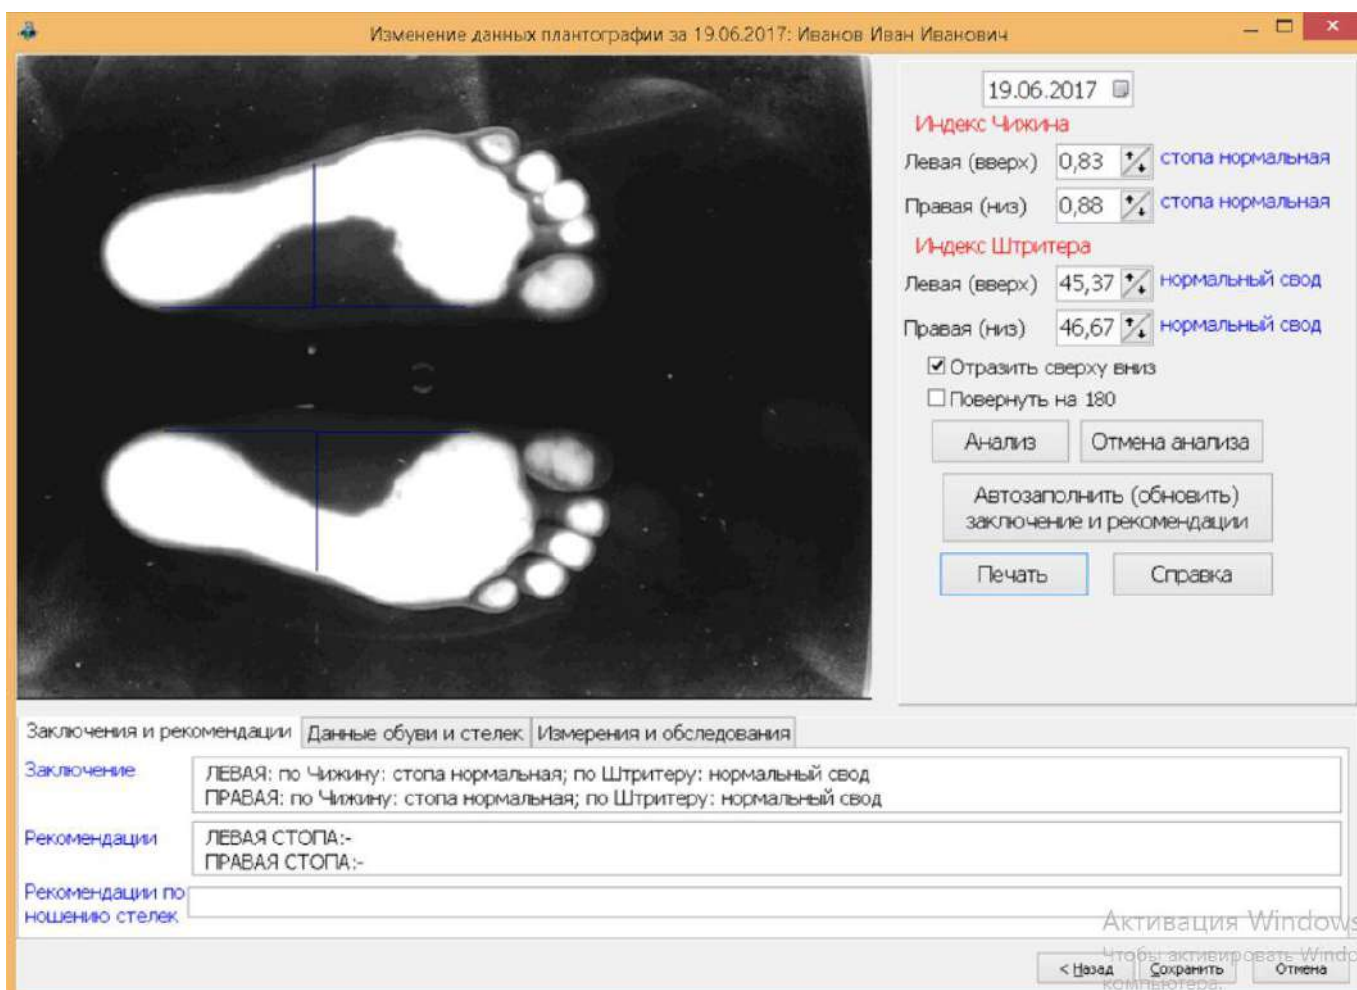 Изменение данных плантографии за 19.06.2017: Иванов Иван Иванович
19.06.2017
Индекс Чижина
Левая (вверх) 0,83 стопа нормальная
Правая (низ) 0,88 стопа нормальная
Индекс Штритера
Левая (вверх) 45,37 нормальный свод
Правая (низ) 46,67 нормальный свод
Отразить сверху вниз
Повернуть на 180
Анализ Отмена анализа
Автозаполнить (обновить)
заключение и рекомендации
Печать Справка
Заключения и рекомендации Данные обуви и стелек Измерения и обследования
Заключение
ЛЕВАЯ: по Чижину: стопа нормальная; по Штритеру: нормальный свод
ПРАВАЯ: по Чижину: стопа нормальная; по Штритеру: нормальный свод
Рекомендации
ЛЕВАЯ СТОПА:-
ПРАВАЯ СТОПА:-
Рекомендации по
ношению стелек
Активация Windows
Чтобы активировать Windo
компьютера.
< Назад Сохранить Отмена